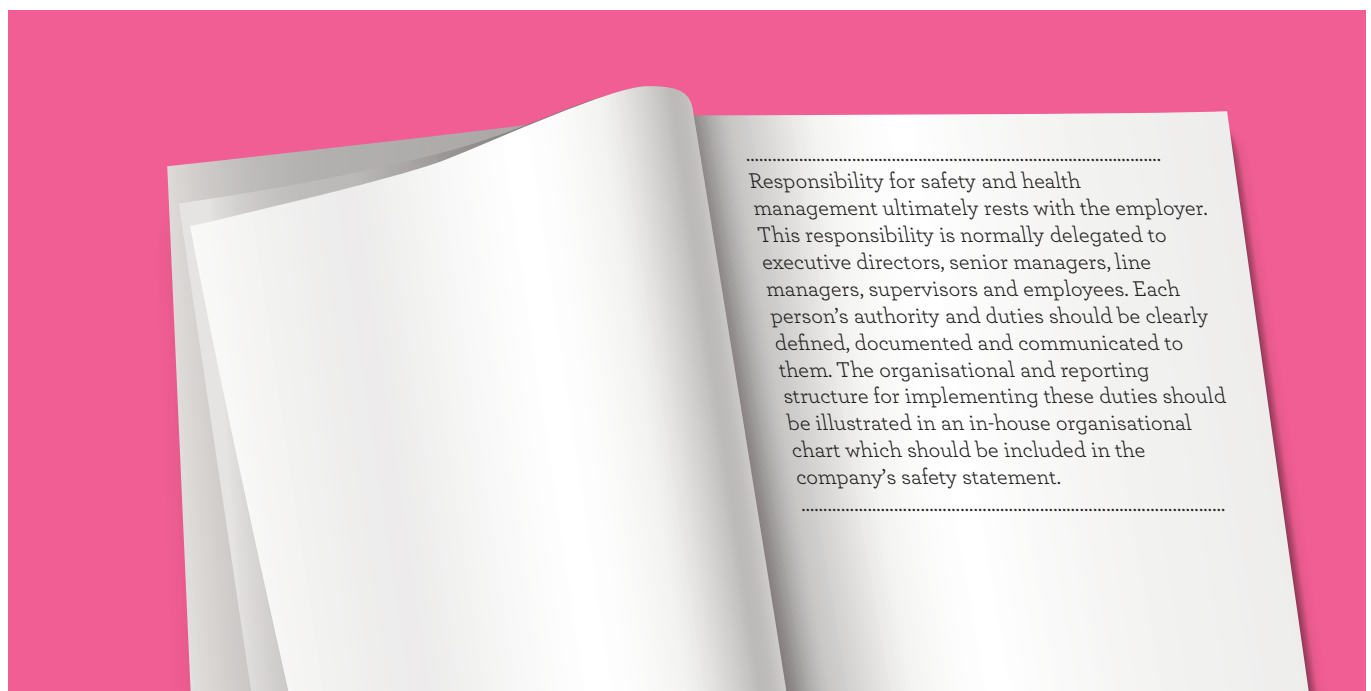 Responsibility for safety and health
management ultimately rests with the employer.
This responsibility is normally delegated to
executive directors, senior managers, line
managers, supervisors and employees. Each
person’s authority and duties should be clearly
defined, documented and communicated to
them. The organisational and reporting
structure for implementing these duties should
be illustrated in an in-house organisational
chart which should be included in the
company’s safety statement.